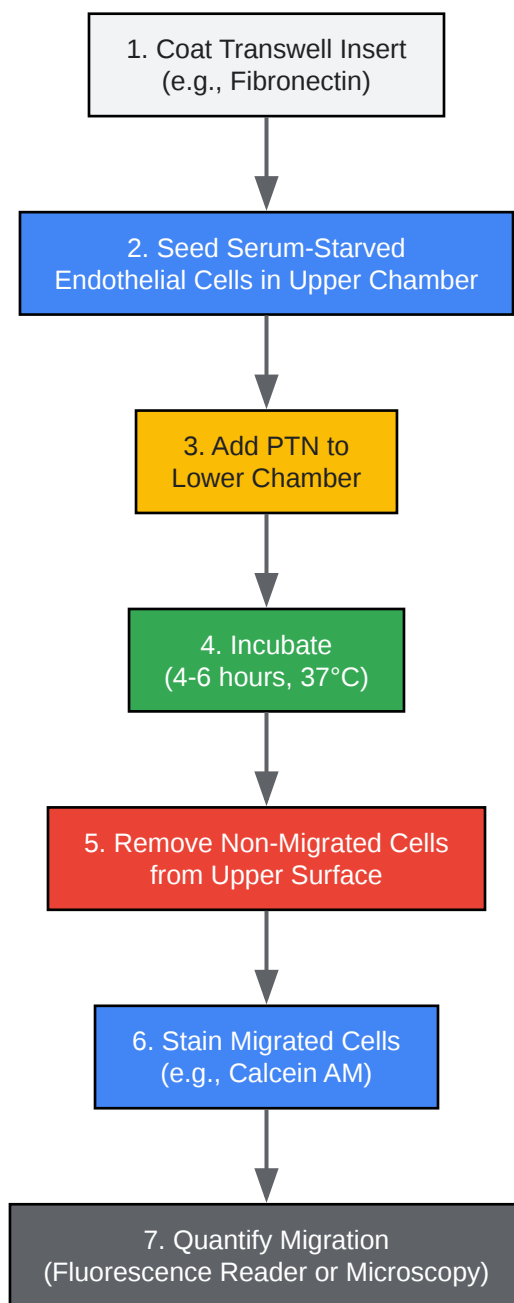 1. Coat Transwell Insert
(e.g., Fibronectin)
2. Seed Serum-Starved
Endothelial Cells in Upper Chamber
3. Add PTN to
Lower Chamber
4. Incubate
(4-6 hours, 37°C)
5. Remove Non-Migrated Cells
from Upper Surface
6. Stain Migrated Cells
(e.g., Calcein AM)
7. Quantify Migration
(Fluorescence Reader or Microscopy)